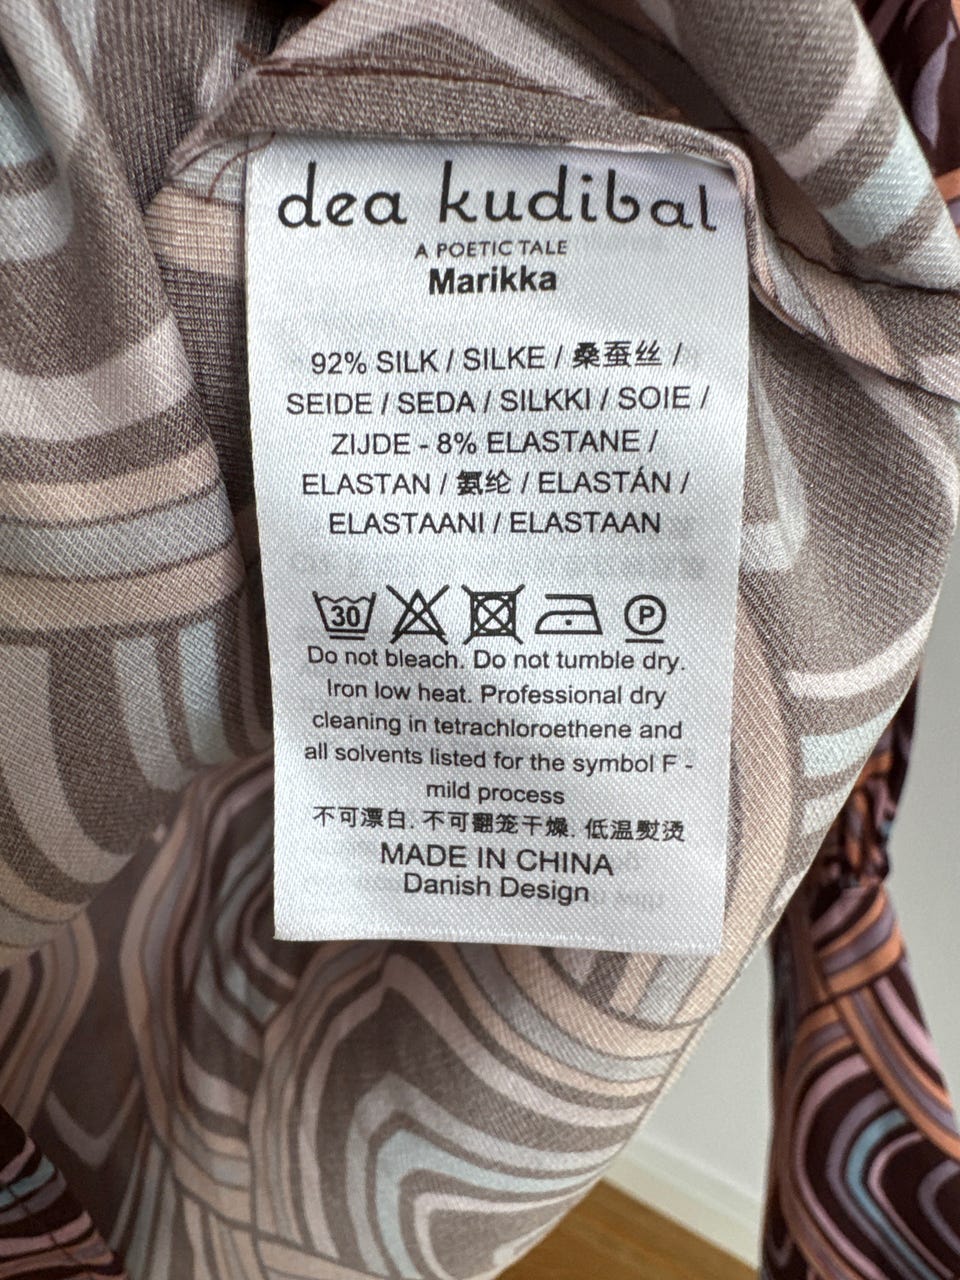 dea kudibal
A POETIC TALE
Marikka
92% SILK / SILKE / 桑蚕丝 /
SEIDE / SEDA / SILKKI / SOIE /
ZIJDE - 8% ELASTANE /
ELASTAN / 氨纶 / ELASTÁN /
ELASTAANI / ELASTAAN
30 P
Do not bleach. Do not tumble dry.
Iron low heat. Professional dry
cleaning in tetrachloroethene and
all solvents listed for the symbol F -
mild process
不可漂白. 不可翻笼干燥. 低温熨烫
MADE IN CHINA
Danish Design